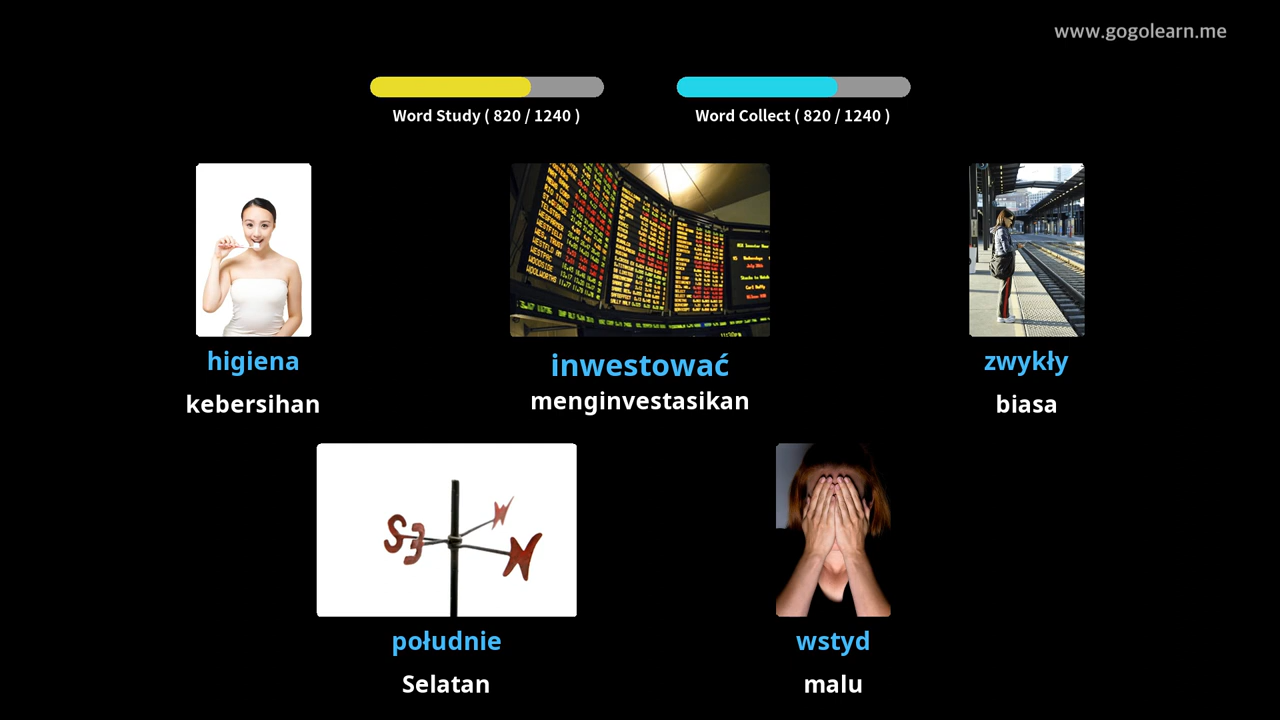 www.gogolearn.me
Word Study ( 820 / 1240 )
Word Collect ( 820 / 1240 )
higiena
kebersihan
inwestować
menginvestasikan
zwykły
biasa
południe
Selatan
wstyd
malu